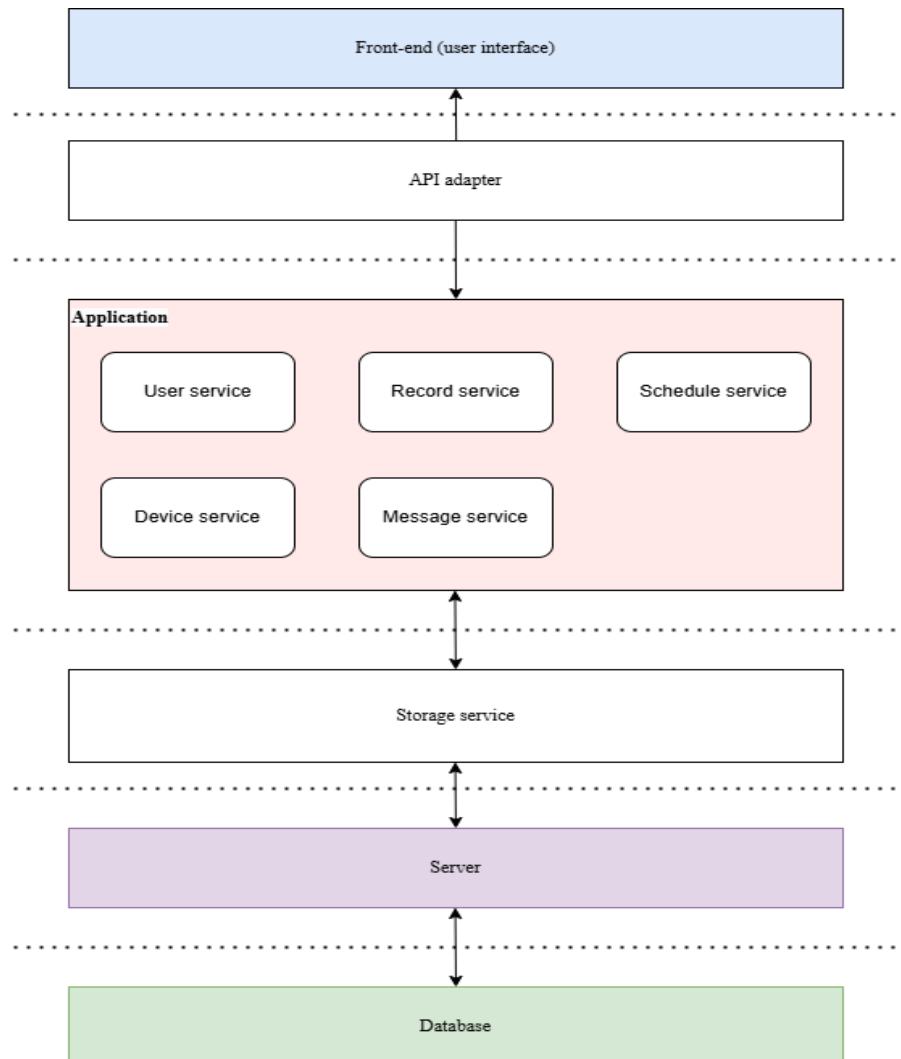 Front-end (user interface)
API adapter
Application
User service
Record service
Schedule service
Device service
Message service
Storage service
Server
Database